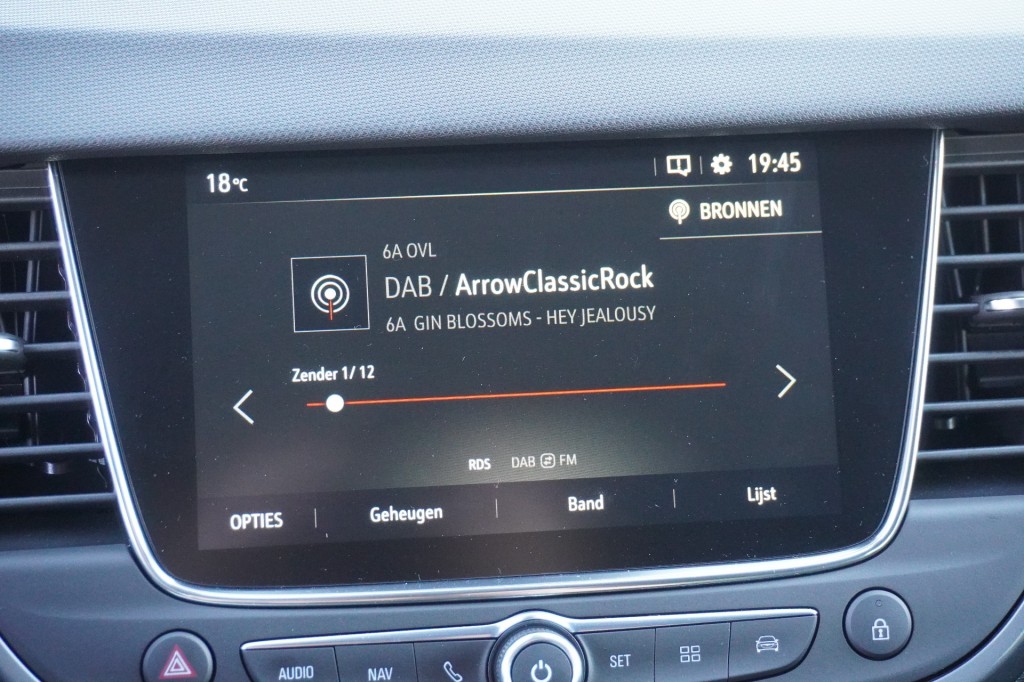 18°C 19:45
BRONNEN
6A OVL
DAB / ArrowClassicRock
6A GIN BLOSSOMS - HEY JEALOUSY
Zender 1/ 12
RDS DAB FM
OPTIES Geheugen Band Lijst
AUDIO NAV SET